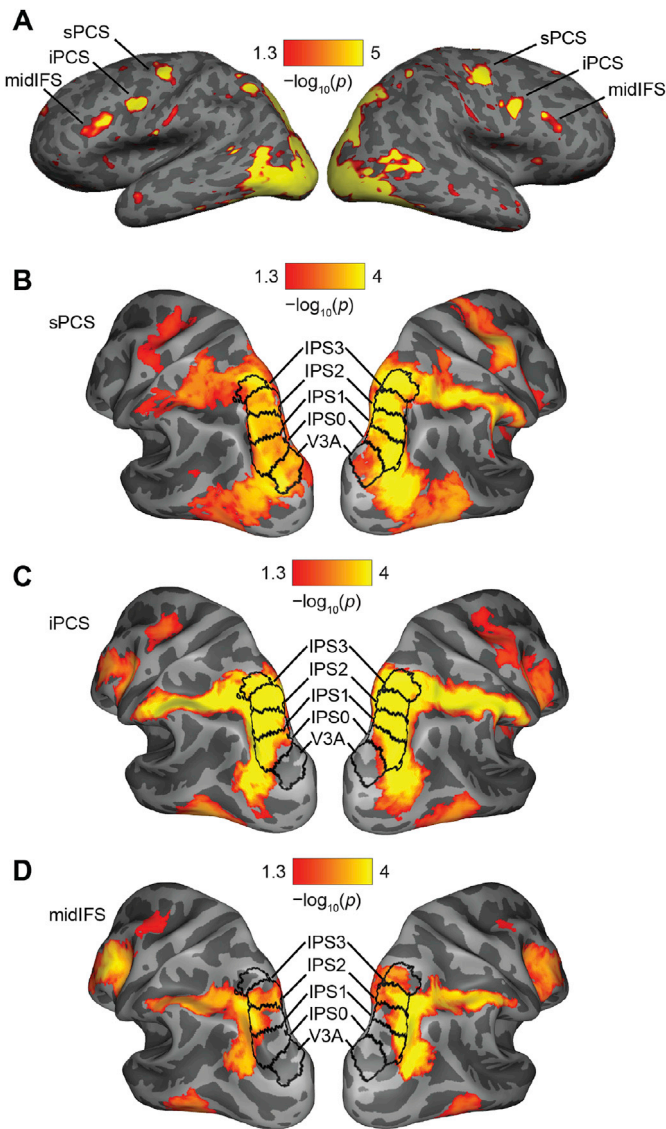 A
sPCS
iPCS
midIFS
1.3
5
−log10(p)
sPCS
iPCS
midIFS
B
1.3
4
−log10(p)
sPCS
IPS3
IPS2
IPS1
IPS0
V3A
C
1.3
4
−log10(p)
iPCS
IPS3
IPS2
IPS1
IPS0
V3A
D
1.3
4
−log10(p)
midIFS
IPS3
IPS2
IPS1
IPS0
V3A